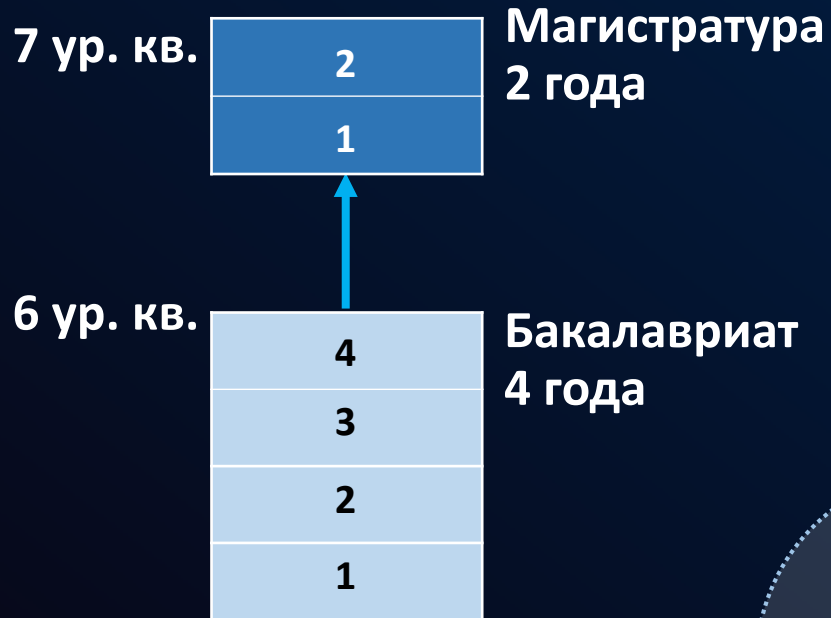 7 ур. кв.
2
1
Магистратура
2 года
6 ур. кв.
4
3
2
1
Бакалавриат
4 года